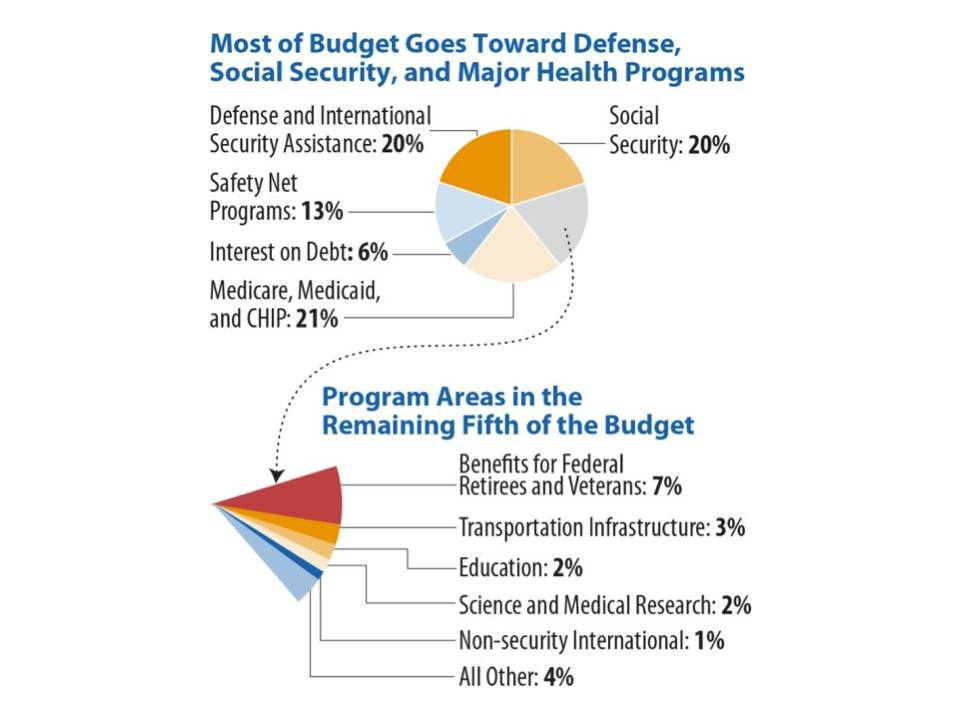 Most of Budget Goes Toward Defense,
Social Security, and Major Health Programs
Defense and International
Security Assistance: 20%
Social
Security: 20%
Safety Net
Programs: 13%
Interest on Debt: 6%
Medicare, Medicaid,
and CHIP: 21%
Program Areas in the
Remaining Fifth of the Budget
Benefits for Federal
Retirees and Veterans: 7%
Transportation Infrastructure: 3%
Education: 2%
Science and Medical Research: 2%
Non-security International: 1%
All Other: 4%